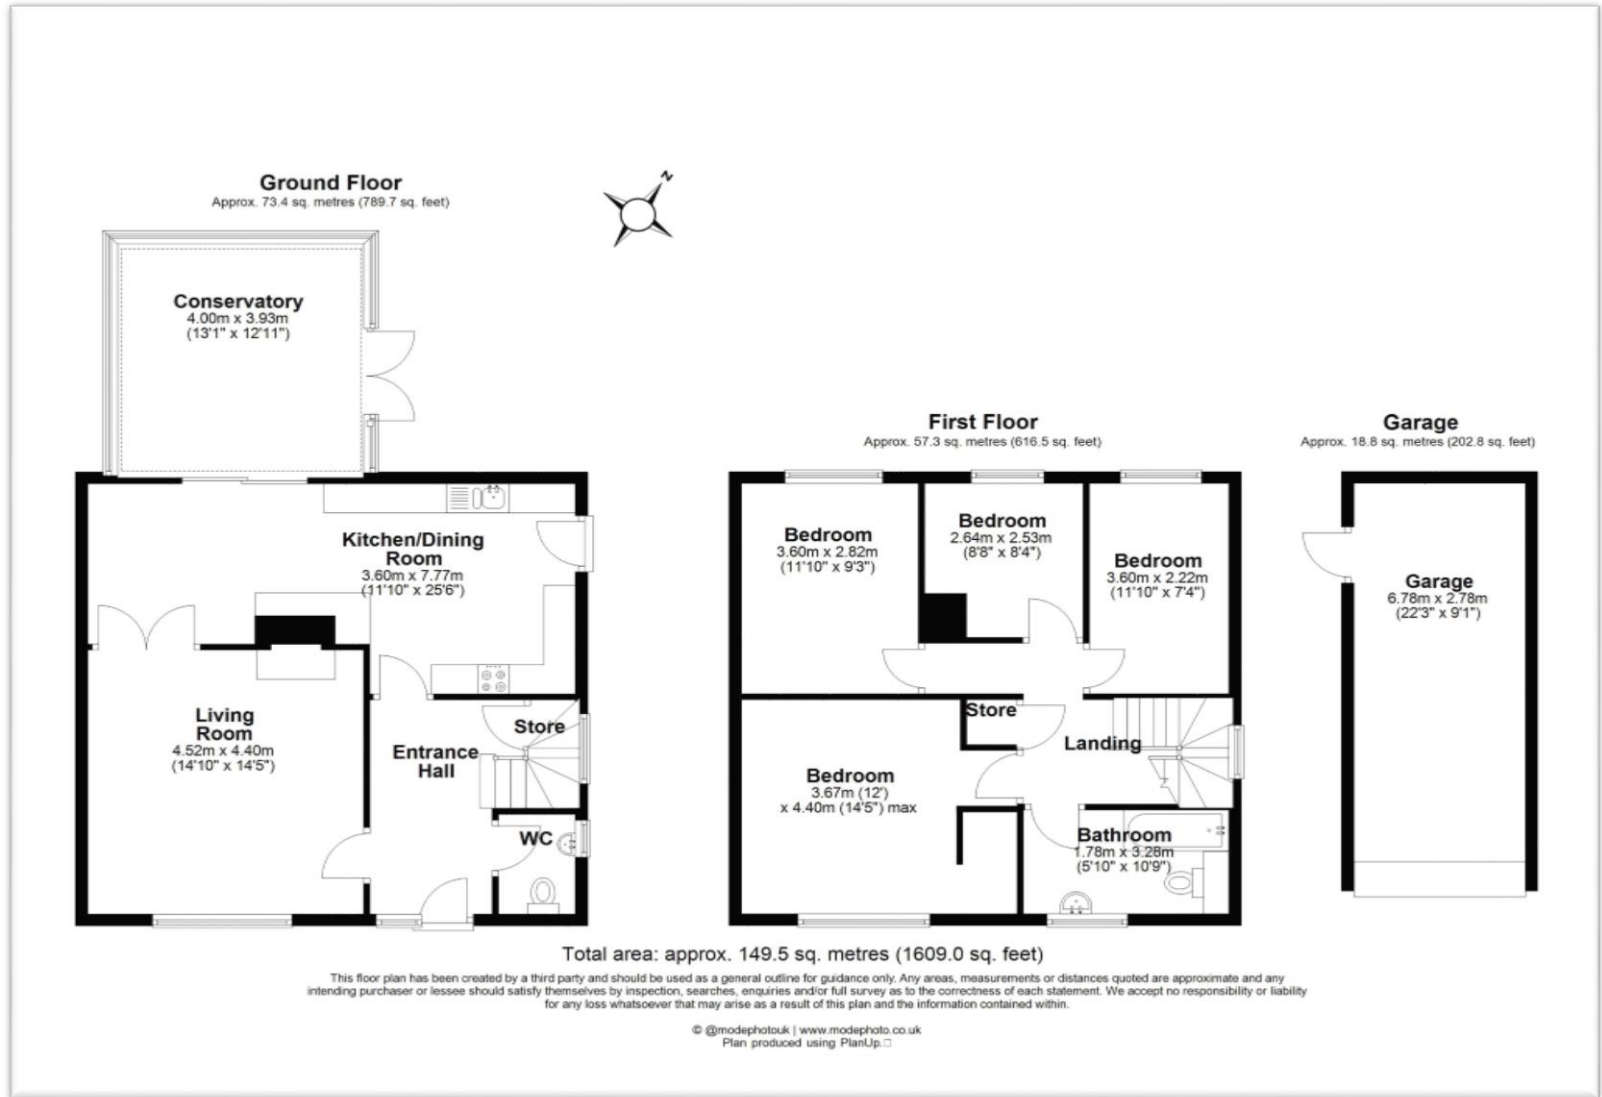 N
Ground Floor
Approx. 73.4 sq. metres (789.7 sq. feet)
Conservatory
4.00m x 3.93m
(13'1" x 12'11")
Kitchen/Dining
Room
3.60m x 7.77m
(11'10" x 25'6")
Living
Room
4.52m x 4.40m
(14'10" x 14'5")
Entrance
Hall
Store
WC
First Floor
Approx. 57.3 sq. metres (616.5 sq. feet)
Bedroom
3.60m x 2.82m
(11'10" x 9'3")
Bedroom
2.64m x 2.53m
(8'8" x 8'4")
Bedroom
3.60m x 2.22m
(11'10" x 7'4")
Store
Landing
Bedroom
3.67m (12')
x 4.40m (14'5") max
Bathroom
1.78m x 3.28m
(5'10" x 10'9")
Garage
Approx. 18.8 sq. metres (202.8 sq. feet)
Garage
6.78m x 2.78m
(22'3" x 9'1")
Total area: approx. 149.5 sq. metres (1609.0 sq. feet)
This floor plan has been created by a third party and should be used as a general outline for guidance only. Any areas, measurements or distances quoted are approximate and any
intending purchaser or lessee should satisfy themselves by inspection, searches, enquiries and/or full survey as to the correctness of each statement. We accept no responsibility or liability
for any loss whatsoever that may arise as a result of this plan and the information contained within.
© @modephotouk | www.modephoto.co.uk
Plan produced using PlanUp.□